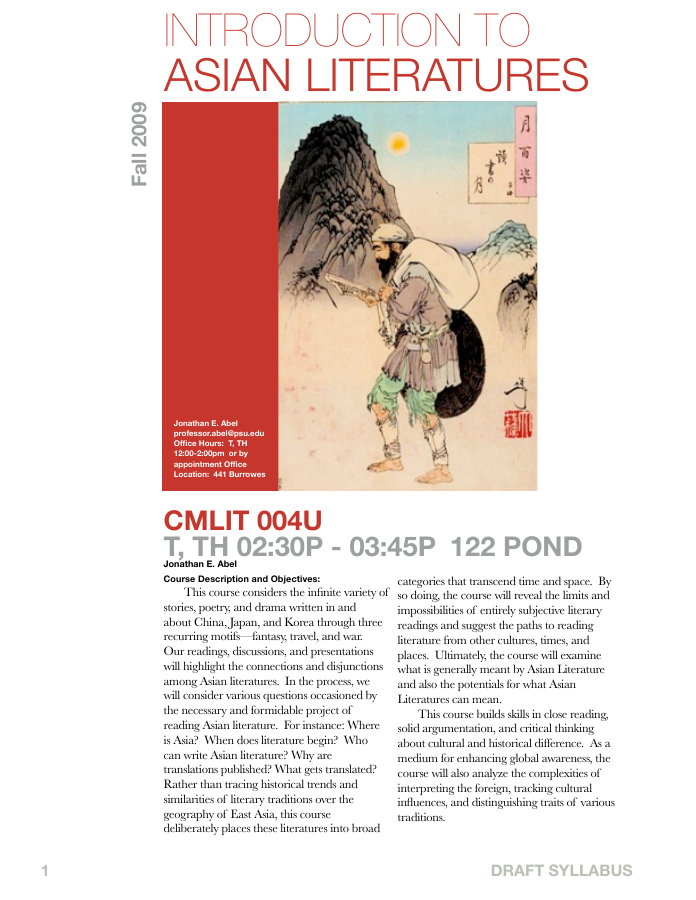 INTRODUCTION TO
ASIAN LITERATURES
Fall 2009
月百姿
読書の月
子浦
Jonathan E. Abel
professor.abel@psu.edu
Office Hours:  T, TH
12:00-2:00pm  or by
appointment Office
Location:  441 Burrowes
CMLIT 004U
T, TH 02:30P - 03:45P  122 POND
Jonathan E. Abel
Course Description and Objectives:
This course considers the infinite variety of
stories, poetry, and drama written in and
about China, Japan, and Korea through three
recurring motifs—fantasy, travel, and war.
Our readings, discussions, and presentations
will highlight the connections and disjunctions
among Asian literatures.  In the process, we
will consider various questions occasioned by
the necessary and formidable project of
reading Asian literature.  For instance: Where
is Asia?  When does literature begin?  Who
can write Asian literature? Why are
translations published? What gets translated?
Rather than tracing historical trends and
similarities of literary traditions over the
geography of East Asia, this course
deliberately places these literatures into broad
categories that transcend time and space.  By
so doing, the course will reveal the limits and
impossibilities of entirely subjective literary
readings and suggest the paths to reading
literature from other cultures, times, and
places.  Ultimately, the course will examine
what is generally meant by Asian Literature
and also the potentials for what Asian
Literatures can mean.
This course builds skills in close reading,
solid argumentation, and critical thinking
about cultural and historical difference.  As a
medium for enhancing global awareness, the
course will also analyze the complexities of
interpreting the foreign, tracking cultural
influences, and distinguishing traits of various
traditions.
1
DRAFT SYLLABUS